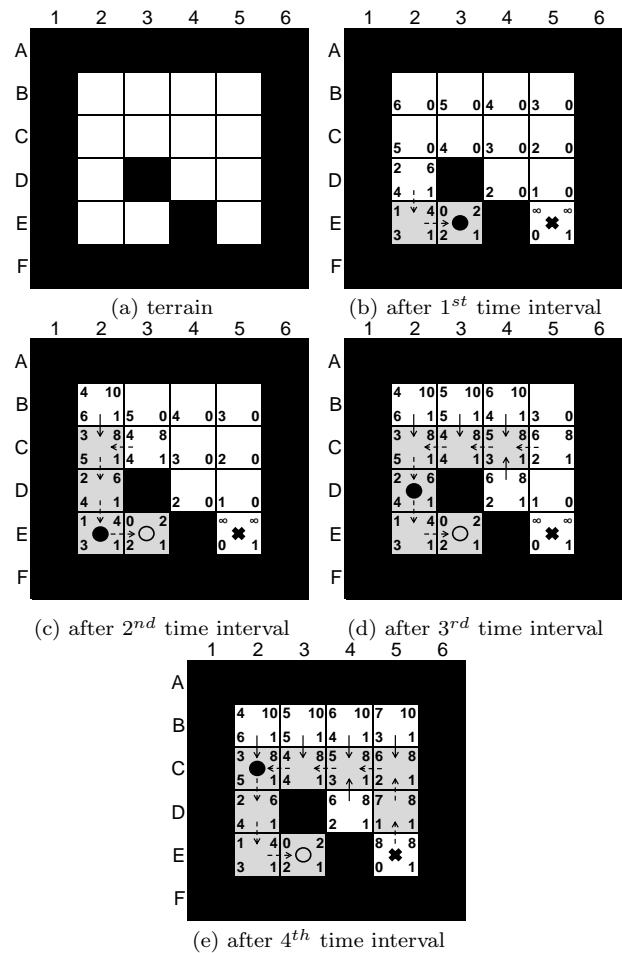 1 2 3 4 5 6
A
B
C
D
E
F
(a) terrain
1 2 3 4 5 6
A
B
6 0 5 0 4 0 3 0
C
5 0 4 0 3 0 2 0
2 6
D
4 1 2 0 1 0
1 4 0 2 ∞ ∞
E
3 1 2 1 0 1
F
(b) after 1st time interval
1 2 3 4 5 6
A
4 10
B
6 1 5 0 4 0 3 0
3 8 4 8
C
5 1 4 1 3 0 2 0
2 6
D
4 1 2 0 1 0
1 4 0 2 ∞ ∞
E
3 1 2 1 0 1
F
(c) after 2nd time interval
1 2 3 4 5 6
A
4 10 5 10 6 10
B
6 1 5 1 4 1 3 0
3 8 4 8 5 8 6 8
C
5 1 4 1 3 1 2 1
2 6 6 8
D
4 1 2 1 1 0
1 4 0 2 ∞ ∞
E
3 1 2 1 0 1
F
(d) after 3rd time interval
1 2 3 4 5 6
A
4 10 5 10 6 10 7 10
B
6 1 5 1 4 1 3 1
3 8 4 8 5 8 6 8
C
5 1 4 1 3 1 2 1
2 6 6 8 7 8
D
4 1 2 1 1 1
1 4 0 2 8 8
E
3 1 2 1 0 1
F
(e) after 4th time interval